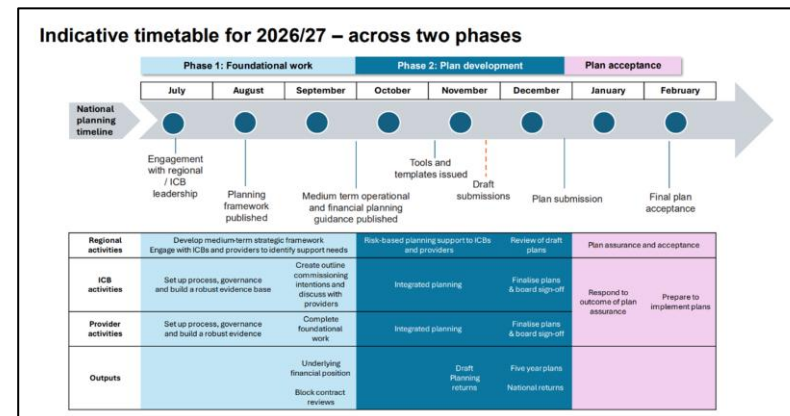 Indicative timetable for 2026/27 – across two phases
Phase 1: Foundational work
Phase 2: Plan development
Plan acceptance
July
August
September
October
November
December
January
February
National
planning
timeline
Engagement
with regional
/ ICB
leadership
Planning
framework
published
Medium term operational
and financial planning
guidance published
Tools and
templates issued
Draft
submissions
Plan submission
Final plan
acceptance
Regional
activities
Develop medium-term strategic framework
Engage with ICBs and providers to identify support needs
Risk-based planning support to ICBs
and providers
Review of draft
plans
Plan assurance and acceptance
ICB
activities
Set up process, governance
and build a robust evidence base
Create outline
commissioning
intentions and
discuss with
providers
Integrated planning
Finalise plans
& board sign-off
Respond to
outcome of plan
assurance
Prepare to
implement plans
Provider
activities
Set up process, governance
and build a robust evidence
Complete
foundational
work
Integrated planning
Finalise plans
& board sign-off
Outputs
Underlying
financial position
Block contract
reviews
Draft
Planning
returns
Five year plans
National returns